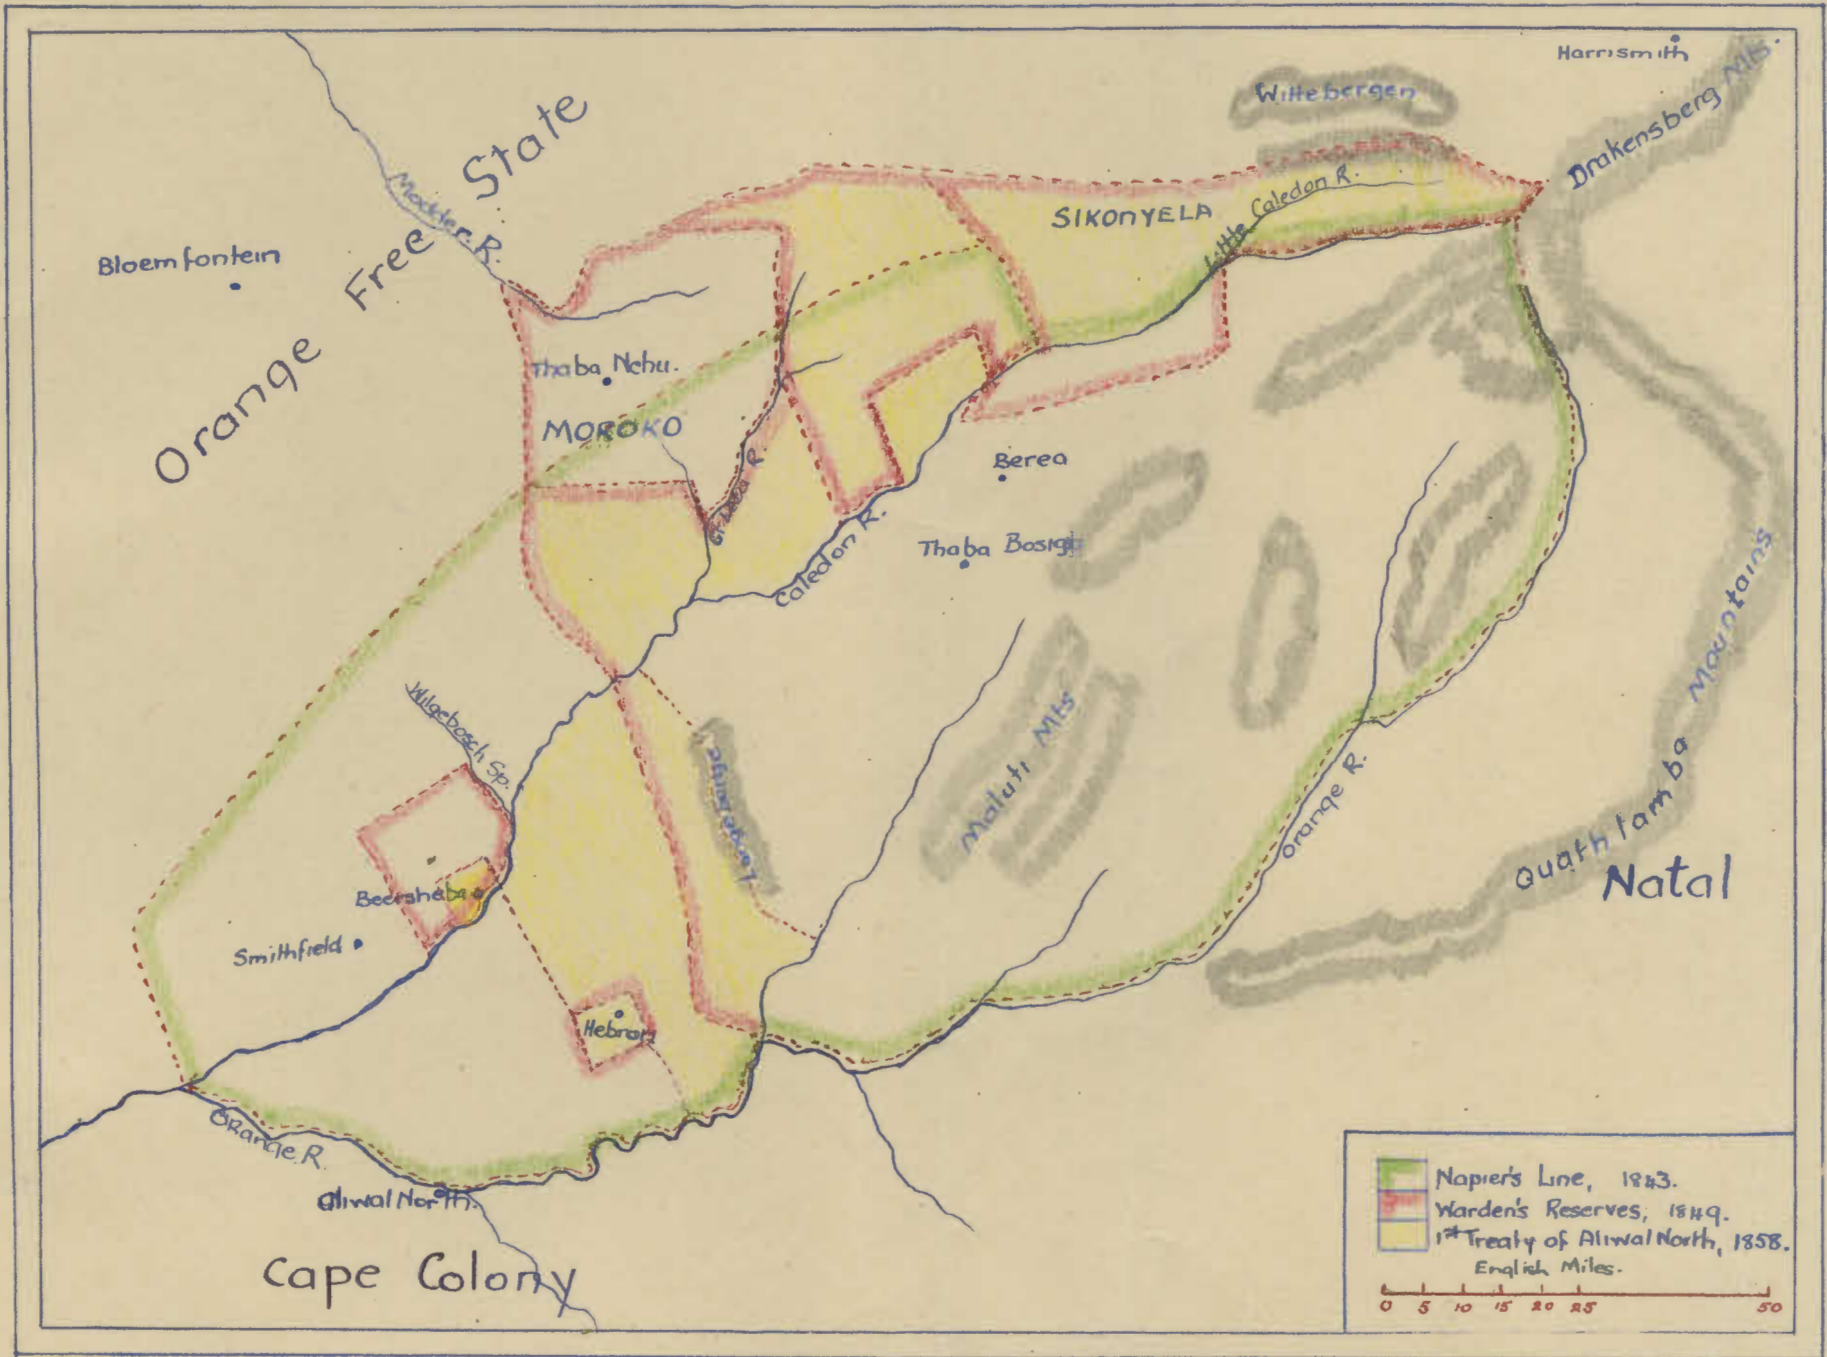 Harrismith
Wittebergen
Drakensberg Mts.
Orange Free State
Modder R.
Bloemfontein
SIKONYELA
Little Caledon R.
Thaba Nchu.
MOROKO
Leeu R.
Caledon R.
Berea
Thaba Bosigo
Wilgebosch Sp.
Langeberge
Maluti Mts
Orange R.
Quathlamba Mountains
Natal
Beersheba
Smithfield
Hebron
Orange R.
Aliwal North.
Cape Colony
Napier's Line, 1843.
Warden's Reserves, 1849.
1st Treaty of Aliwal North, 1858.
English Miles.
0 5 10 15 20 25 50